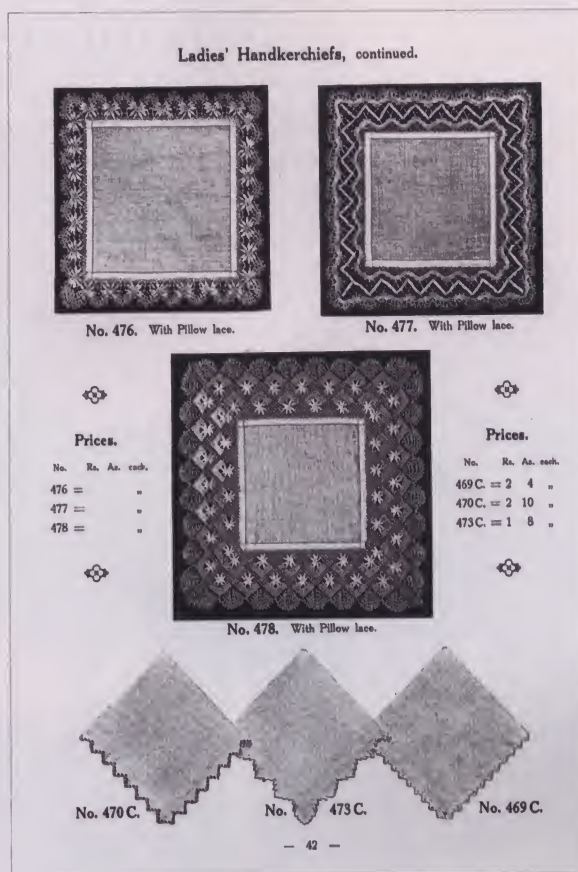 Ladies' Handkerchiefs, continued.
No. 476. With Pillow lace.
No. 477. With Pillow lace.
Prices.
No. Rs. As. each.
476 = „
477 = „
478 = „
Prices.
No. Rs. As. each.
469 C. = 2 4 „
470 C. = 2 10 „
473 C. = 1 8 „
No. 478. With Pillow lace.
No. 470 C.
No. 473 C.
No. 469 C.
— 42 —